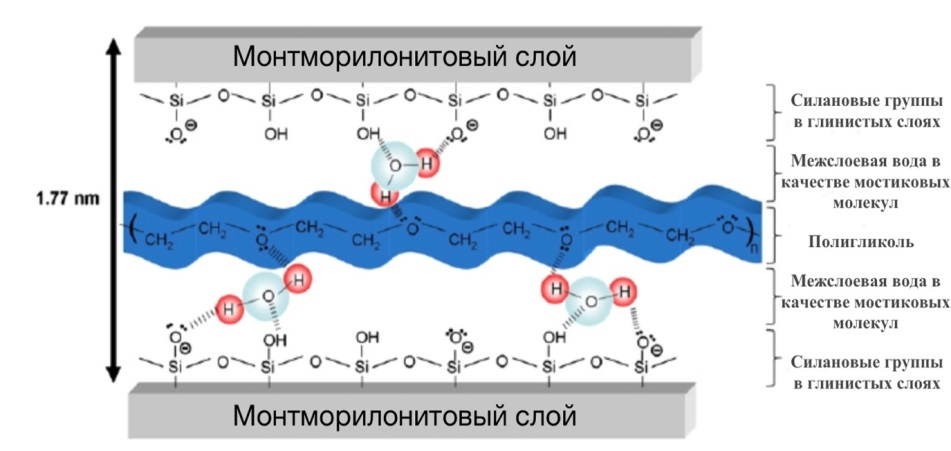 Монтморилонитовый слой
Si O Si O Si O Si O Si O Si
O ⊖ OH OH O ⊖ OH O ⊖
Силановые группы
в глинистых слоях
O H
H
Межслоевая вода в
качестве мостиковых
молекул
1.77 nm
( CH₂ CH₂ O CH₂ CH₂ O CH₂ CH₂ O CH₂ CH₂ O )n
Полигликоль
H O H
H O H
Межслоевая вода в
качестве мостиковых
молекул
O ⊖ OH OH O ⊖ OH O ⊖
Si O Si O Si O Si O Si O Si
Силановые группы
в глинистых слоях
Монтморилонитовый слой